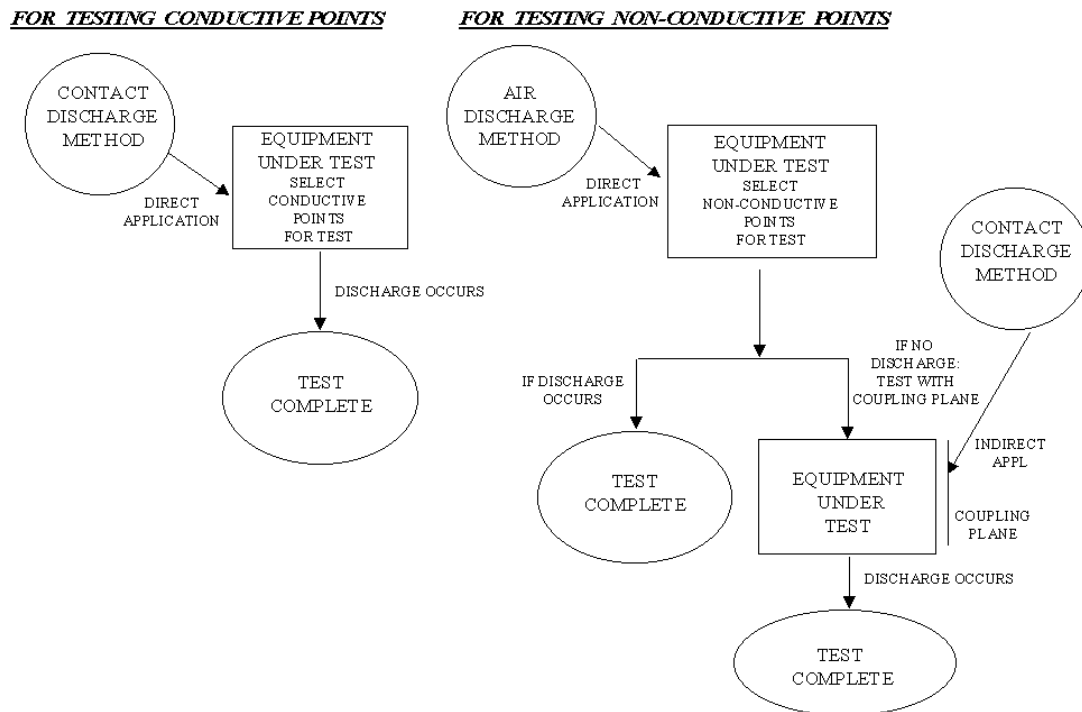 FOR TESTING CONDUCTIVE POINTS
CONTACT
DISCHARGE
METHOD
DIRECT
APPLICATION
EQUIPMENT
UNDER TEST
SELECT
CONDUCTIVE
POINTS
FOR TEST
DISCHARGE OCCURS
TEST
COMPLETE
FOR TESTING NON-CONDUCTIVE POINTS
AIR
DISCHARGE
METHOD
DIRECT
APPLICATION
EQUIPMENT
UNDER TEST
SELECT
NON-CONDUCTIVE
POINTS
FOR TEST
IF DISCHARGE
OCCURS
TEST
COMPLETE
IF NO
DISCHARGE:
TEST WITH
COUPLING PLANE
CONTACT
DISCHARGE
METHOD
INDIRECT
APPL
COUPLING
PLANE
EQUIPMENT
UNDER
TEST
DISCHARGE OCCURS
TEST
COMPLETE